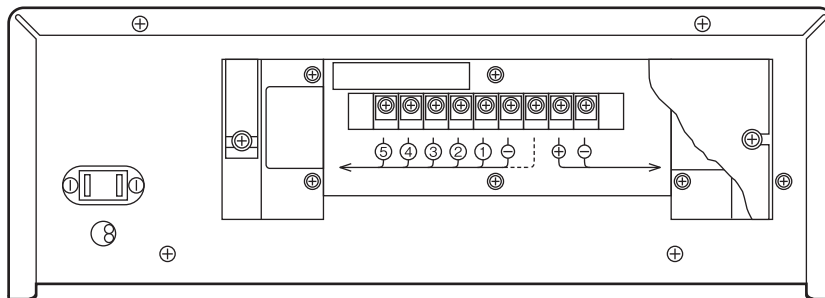 ⑤ ④ ③ ② ① ⊖ ⊕ ⊖